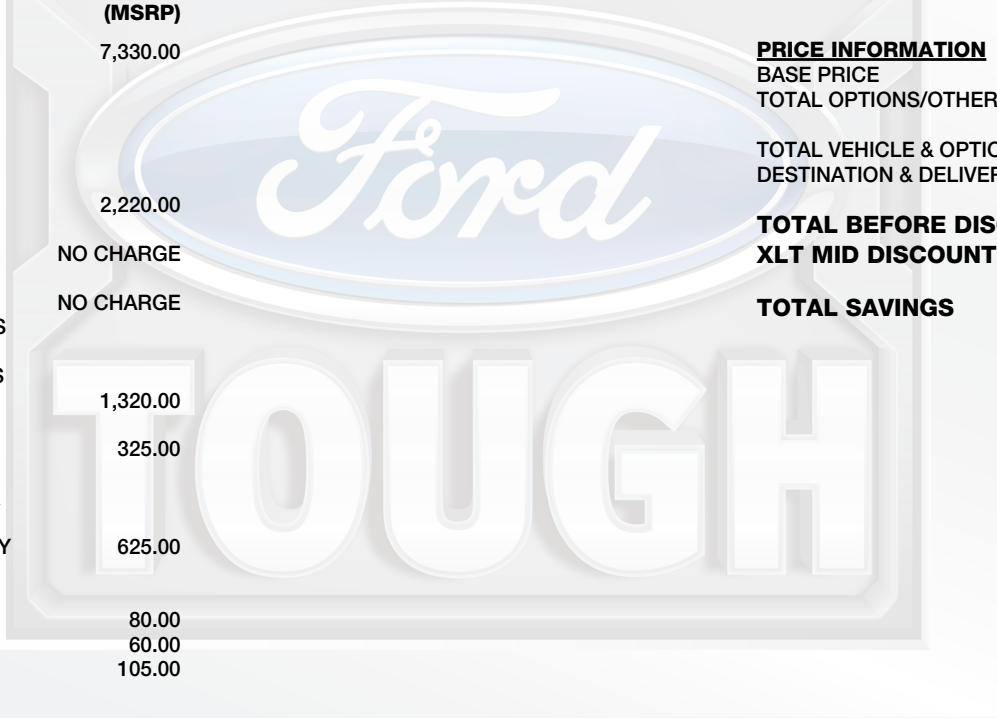 (MSRP)
7,330.00
2,220.00
NO CHARGE
NO CHARGE
S
S
1,320.00
325.00
Y
625.00
80.00
60.00
105.00
PRICE INFORMATION
BASE PRICE
TOTAL OPTIONS/OTHER
TOTAL VEHICLE & OPTIO
DESTINATION & DELIVER
TOTAL BEFORE DISC
XLT MID DISCOUNT
TOTAL SAVINGS
Ford
TOUGH